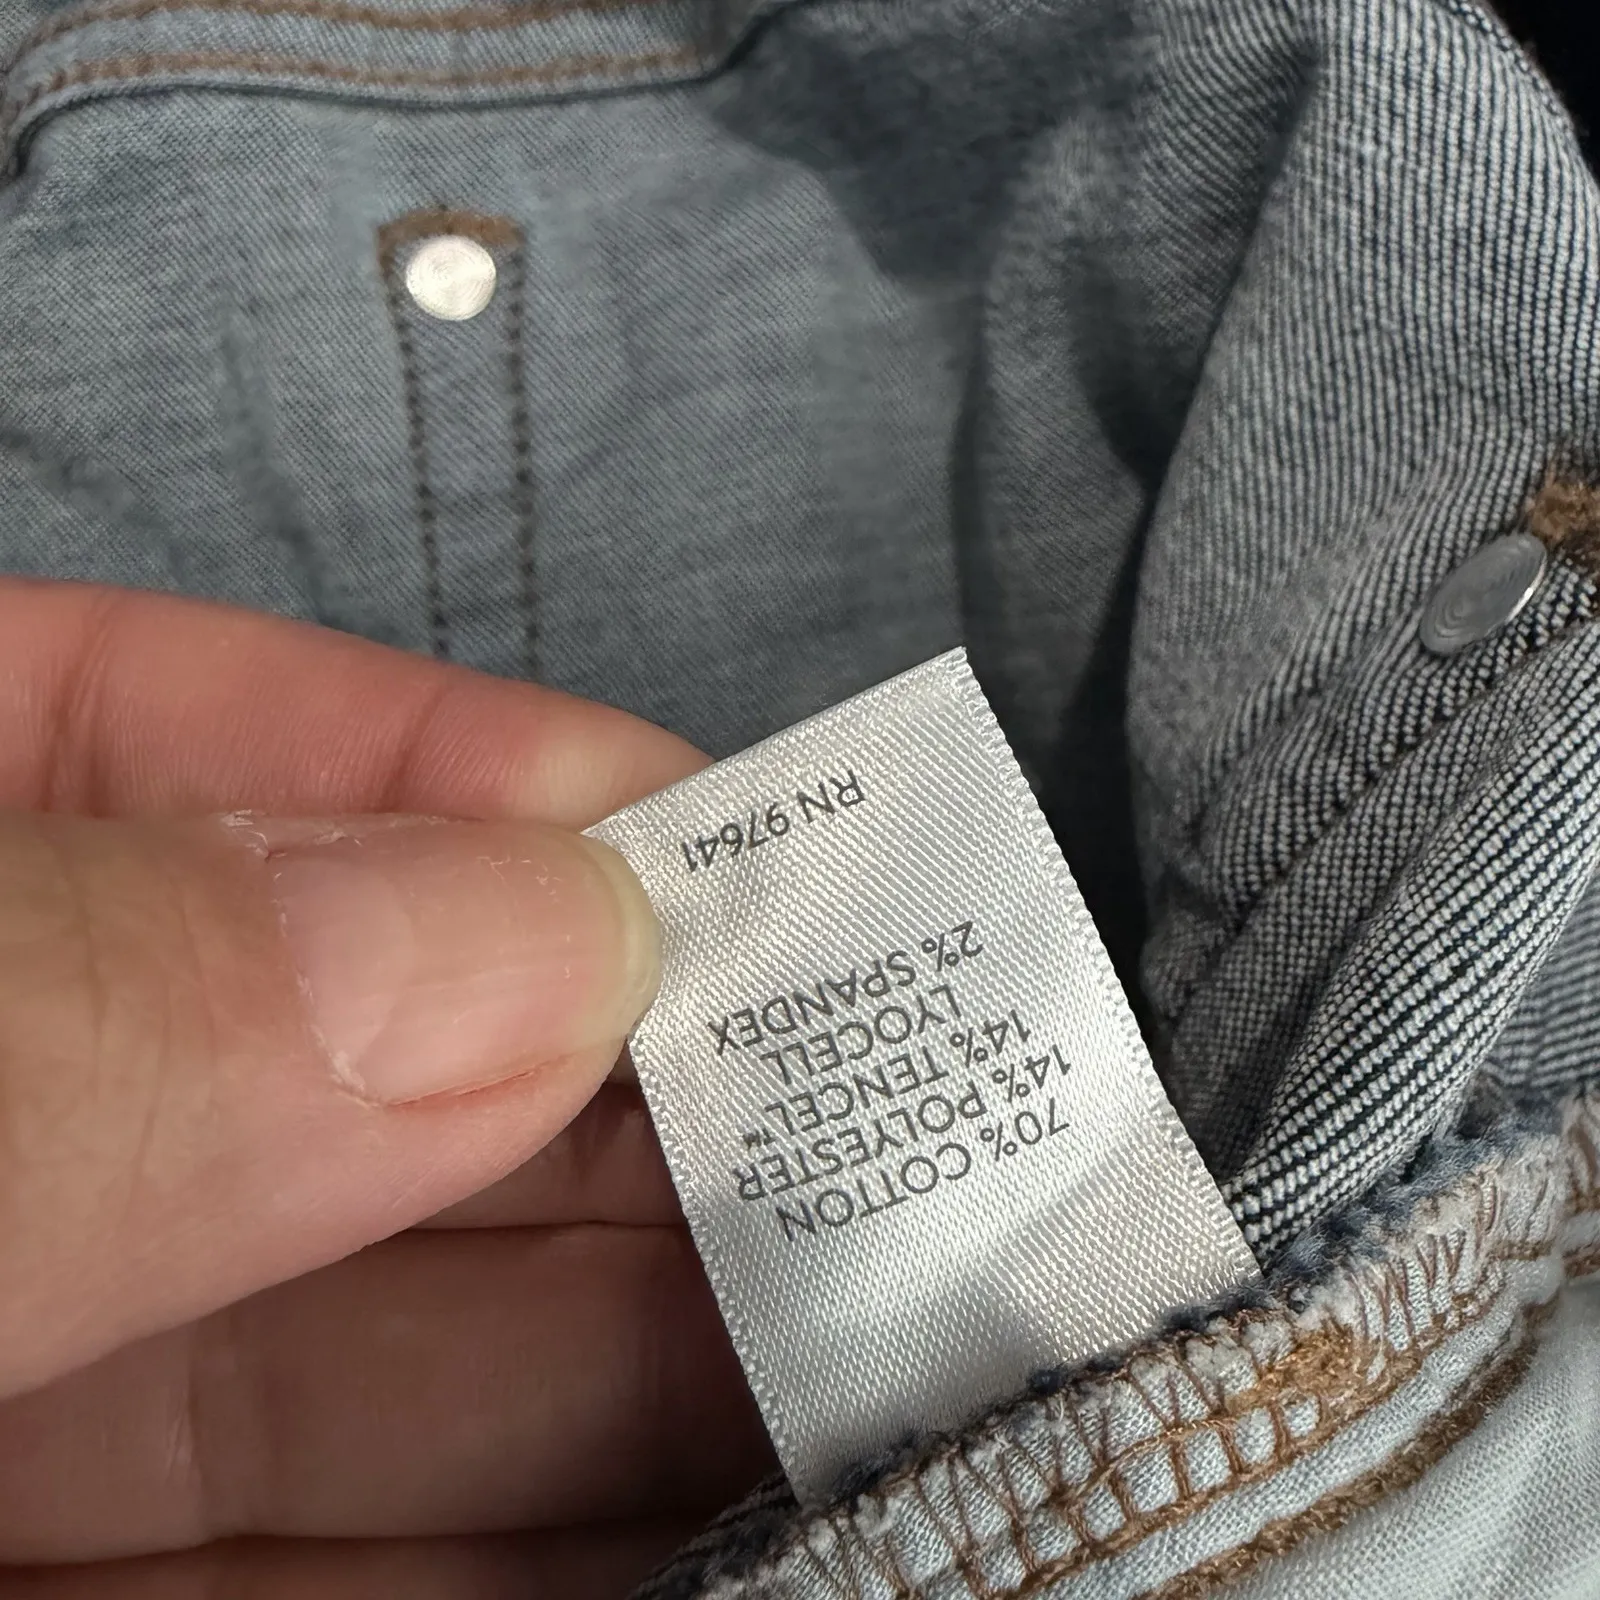 70% COTTON
14% POLYESTER
14% TENCEL™
LYOCELL
2% SPANDEX
RN 97641